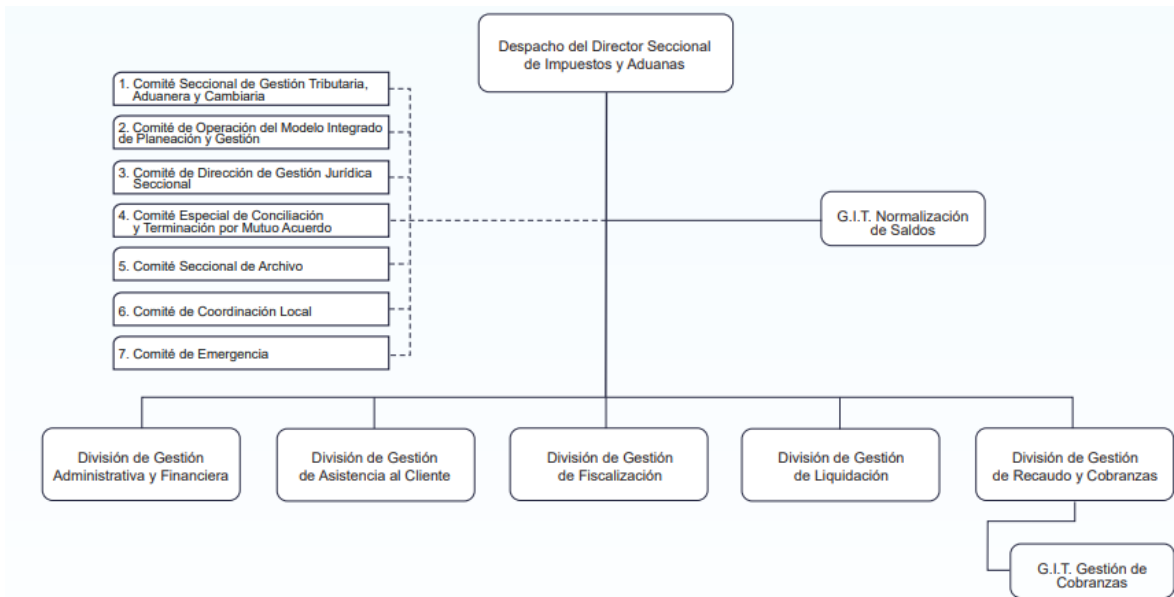 Despacho del Director Seccional
de Impuestos y Aduanas
1. Comité Seccional de Gestión Tributaria,
Aduanera y Cambiaria
2. Comité de Operación del Modelo Integrado
de Planeación y Gestión
3. Comité de Dirección de Gestión Jurídica
Seccional
4. Comité Especial de Conciliación
y Terminación por Mutuo Acuerdo
5. Comité Seccional de Archivo
6. Comité de Coordinación Local
7. Comité de Emergencia
G.I.T. Normalización
de Saldos
División de Gestión
Administrativa y Financiera
División de Gestión
de Asistencia al Cliente
División de Gestión
de Fiscalización
División de Gestión
de Liquidación
División de Gestión
de Recaudo y Cobranzas
G.I.T. Gestión de
Cobranzas